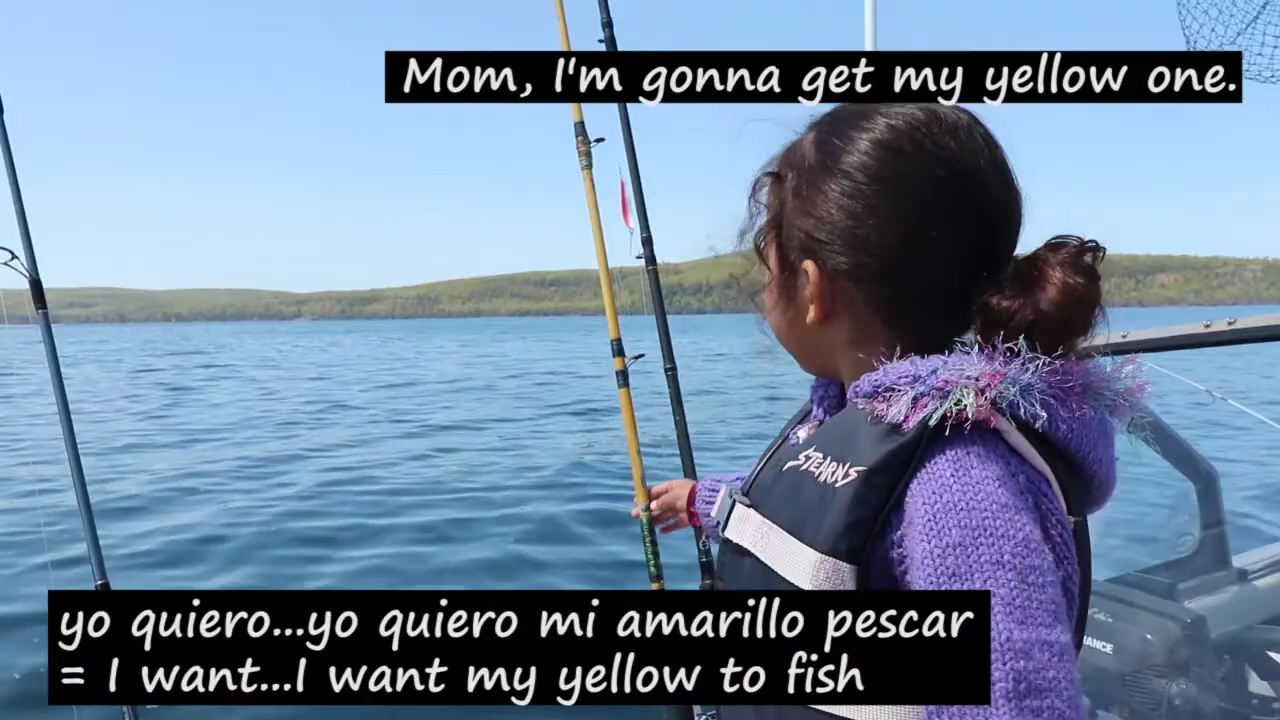 Mom, I'm gonna get my yellow one.
STEARNS
yo quiero...yo quiero mi amarillo pescar
= I want...I want my yellow to fish